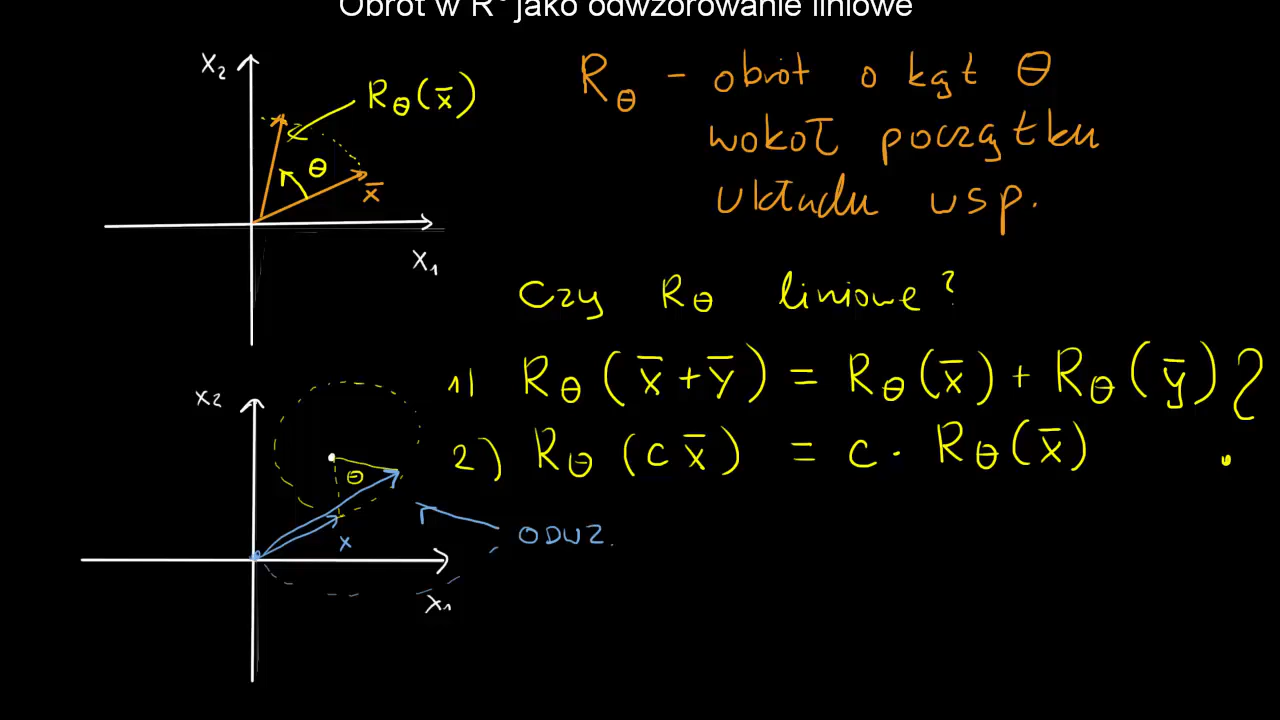 Obrót w R² jako odwzorowanie liniowe
x₂
R_θ(x̄)
θ
x̄
x₁
R_θ - obrót o kąt θ
wokół początku
układu wsp.
Czy R_θ liniowe?
1) R_θ(x̄+ȳ) = R_θ(x̄) + R_θ(ȳ) ?
2) R_θ(cx̄) = c · R_θ(x̄)
x₂
θ
x
x₁
ODWZ.